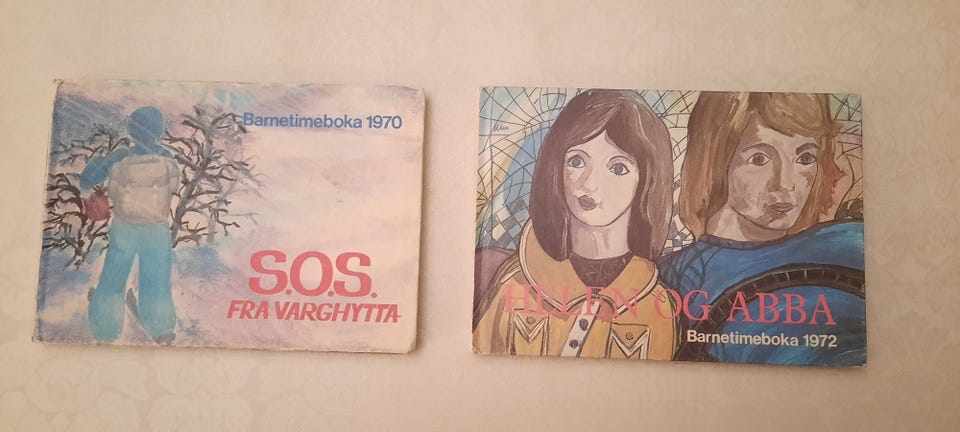 Barnetimeboka 1970
S.O.S.
FRA VARGHYTTA
HELEN OG ABBA
Barnetimeboka 1972